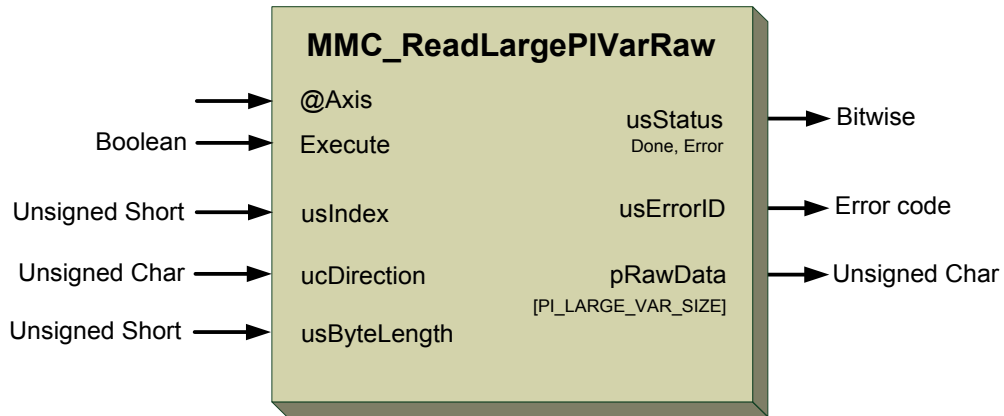 MMC_ReadLargePIVarRaw
@Axis
Boolean Execute
Unsigned Short usIndex
Unsigned Char ucDirection
Unsigned Short usByteLength
usStatus Bitwise
Done, Error
usErrorID Error code
pRawData Unsigned Char
[PI_LARGE_VAR_SIZE]